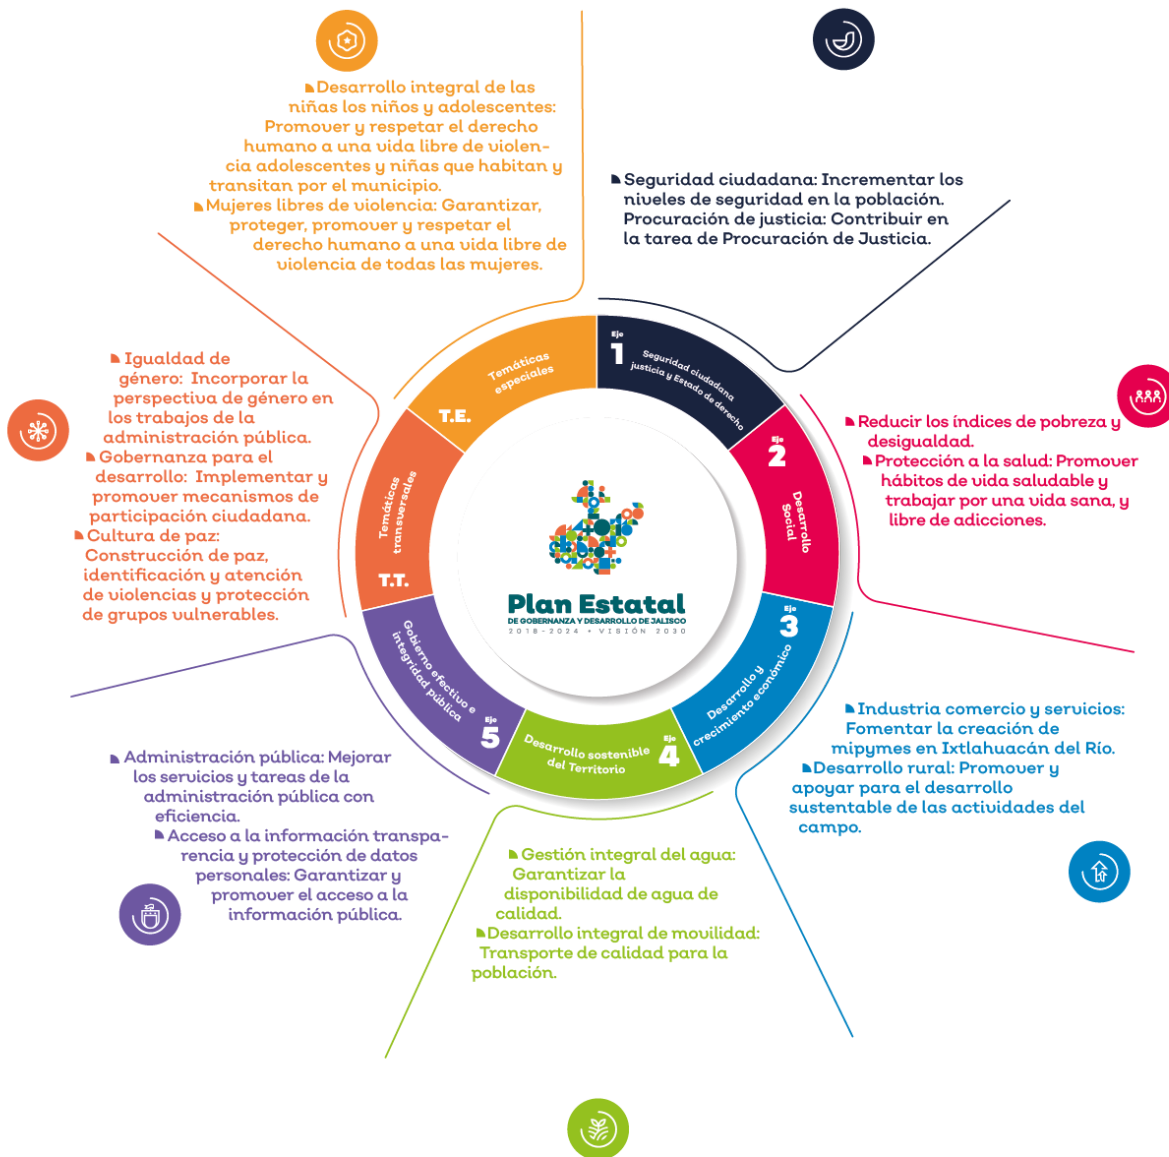 Desarrollo integral de las
niñas los niños y adolescentes:
Promover y respetar el derecho
humano a una vida libre de violen-
cia adolescentes y niñas que habitan y
transitan por el municipio.
Mujeres libres de violencia: Garantizar,
proteger, promover y respetar el
derecho humano a una vida libre de
violencia de todas las mujeres.
Seguridad ciudadana: Incrementar los
niveles de seguridad en la población.
Procuración de justicia: Contribuir en
la tarea de Procuración de Justicia.
Reducir los índices de pobreza y
desigualdad.
Protección a la salud: Promover
hábitos de vida saludable y
trabajar por una vida sana, y
libre de adicciones.
Industria comercio y servicios:
Fomentar la creación de
mipymes en Ixtlahuacán del Río.
Desarrollo rural: Promover y
apoyar para el desarrollo
sustentable de las actividades del
campo.
Gestión integral del agua:
Garantizar la
disponibilidad de agua de
calidad.
Desarrollo integral de movilidad:
Transporte de calidad para la
población.
Administración pública: Mejorar
los servicios y tareas de la
administración pública con
eficiencia.
Acceso a la información transpa-
rencia y protección de datos
personales: Garantizar y
promover el acceso a la
información pública.
Igualdad de
género: Incorporar la
perspectiva de género en
los trabajos de la
administración pública.
Gobernanza para el
desarrollo: Implementar y
promover mecanismos de
participación ciudadana.
Cultura de paz:
Construcción de paz,
identificación y atención
de violencias y protección
de grupos vulnerables.
Temáticas
especiales
T.E.
Eje
1
Seguridad ciudadana
justicia y Estado de derecho
Eje
2
Desarrollo
Social
Eje
3
Desarrollo y
crecimiento económico
Eje
4
Desarrollo sostenible
del Territorio
Eje
5
Gobierno efectivo e
integridad pública
Temáticas
transversales
T.T.
Plan Estatal
DE GOBERNANZA Y DESARROLLO DE JALISCO
2018-2024 • VISIÓN 2030